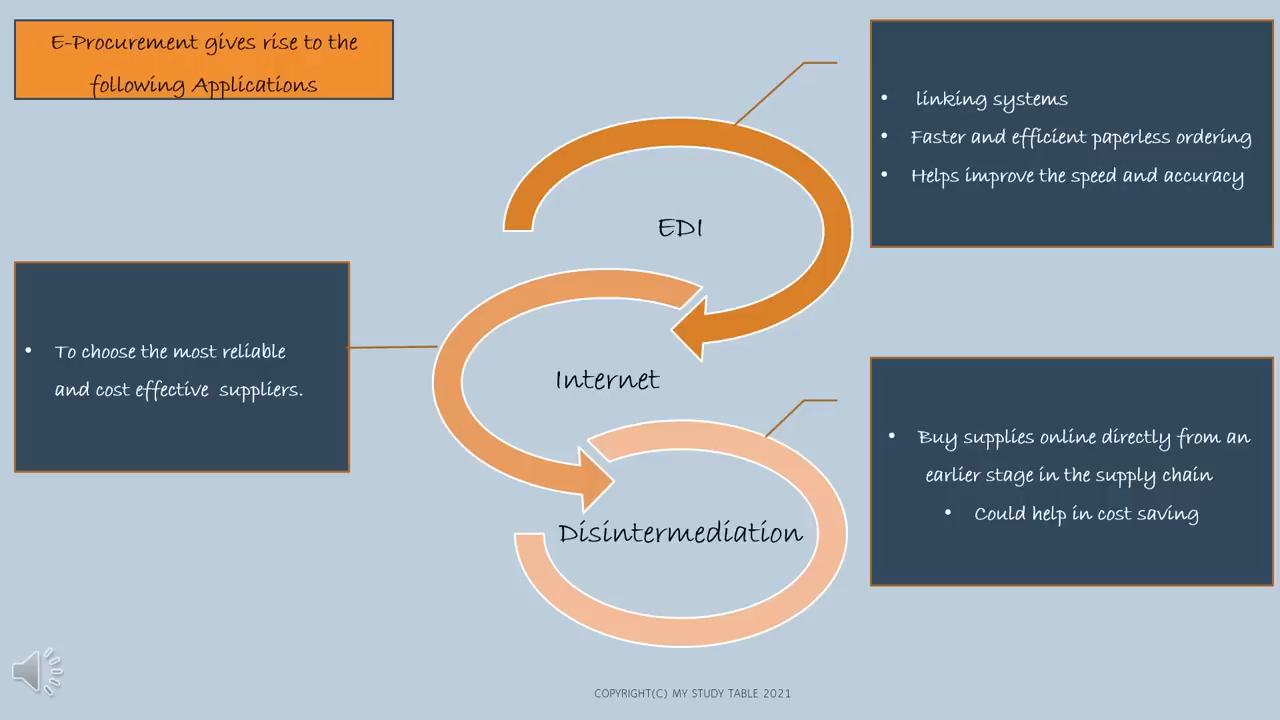 E-Procurement gives rise to the
following Applications
• linking systems
• Faster and efficient paperless ordering
• Helps improve the speed and accuracy
EDI
• To choose the most reliable
and cost effective suppliers.
Internet
• Buy supplies online directly from an
earlier stage in the supply chain
• Could help in cost saving
Disintermediation
COPYRIGHT(C) MY STUDY TABLE 2021